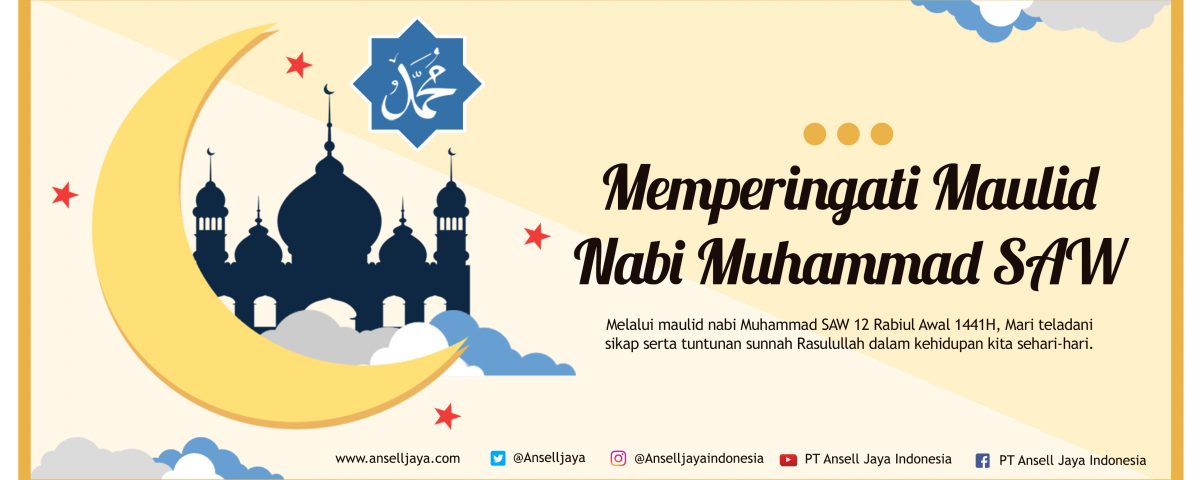 محمد
Memperingati Maulid
Nabi Muhammad SAW
Melalui maulid nabi Muhammad SAW 12 Rabiul Awal 1441H, Mari teladani
sikap serta tuntunan sunnah Rasulullah dalam kehidupan kita sehari-hari.
www.anselljaya.com @Anselljaya @Anselljayaindonesia PT Ansell Jaya Indonesia PT Ansell Jaya Indonesia